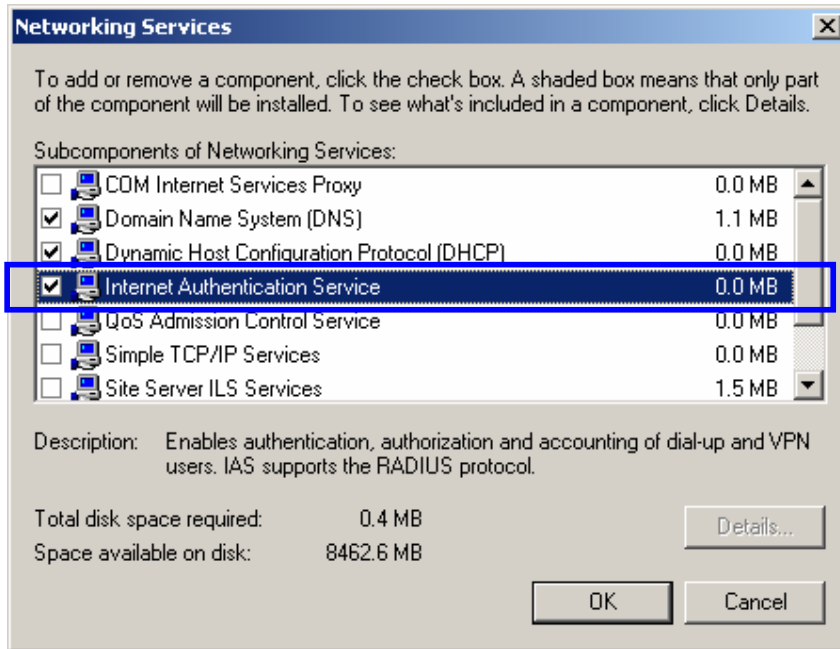 Networking Services
To add or remove a component, click the check box. A shaded box means that only part
of the component will be installed. To see what's included in a component, click Details.
Subcomponents of Networking Services:
COM Internet Services Proxy 0.0 MB
Domain Name System (DNS) 1.1 MB
Dynamic Host Configuration Protocol (DHCP) 0.0 MB
Internet Authentication Service 0.0 MB
QoS Admission Control Service 0.0 MB
Simple TCP/IP Services 0.0 MB
Site Server ILS Services 1.5 MB
Description: Enables authentication, authorization and accounting of dial-up and VPN
users. IAS supports the RADIUS protocol.
Total disk space required: 0.4 MB
Details...
Space available on disk: 8462.6 MB
OK Cancel